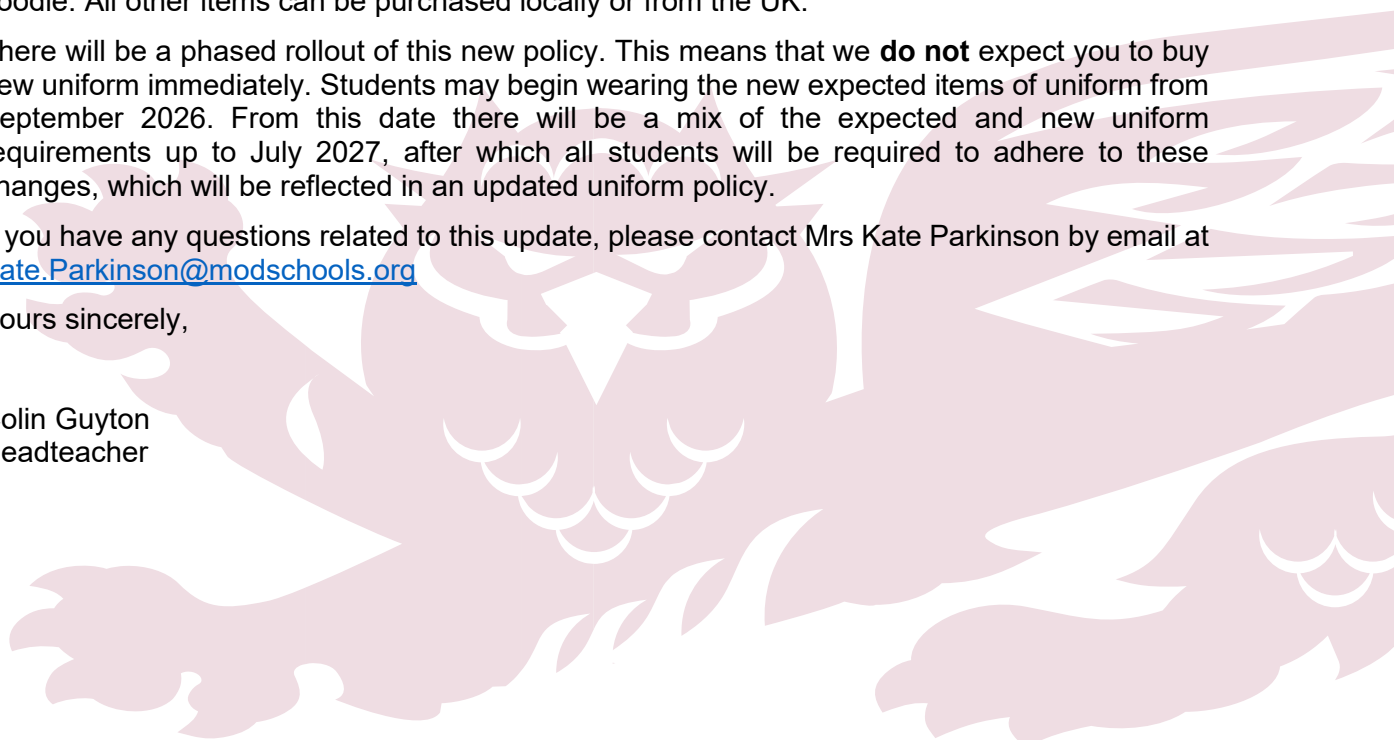 oodie. All other items can be purchased locally or from the UK.
here will be a phased rollout of this new policy. This means that we do not expect you to buy
ew uniform immediately. Students may begin wearing the new expected items of uniform from
eptember 2026. From this date there will be a mix of the expected and new uniform
equirements up to July 2027, after which all students will be required to adhere to these
hanges, which will be reflected in an updated uniform policy.
you have any questions related to this update, please contact Mrs Kate Parkinson by email at
ate.Parkinson@modschools.org
ours sincerely,
olin Guyton
eadteacher